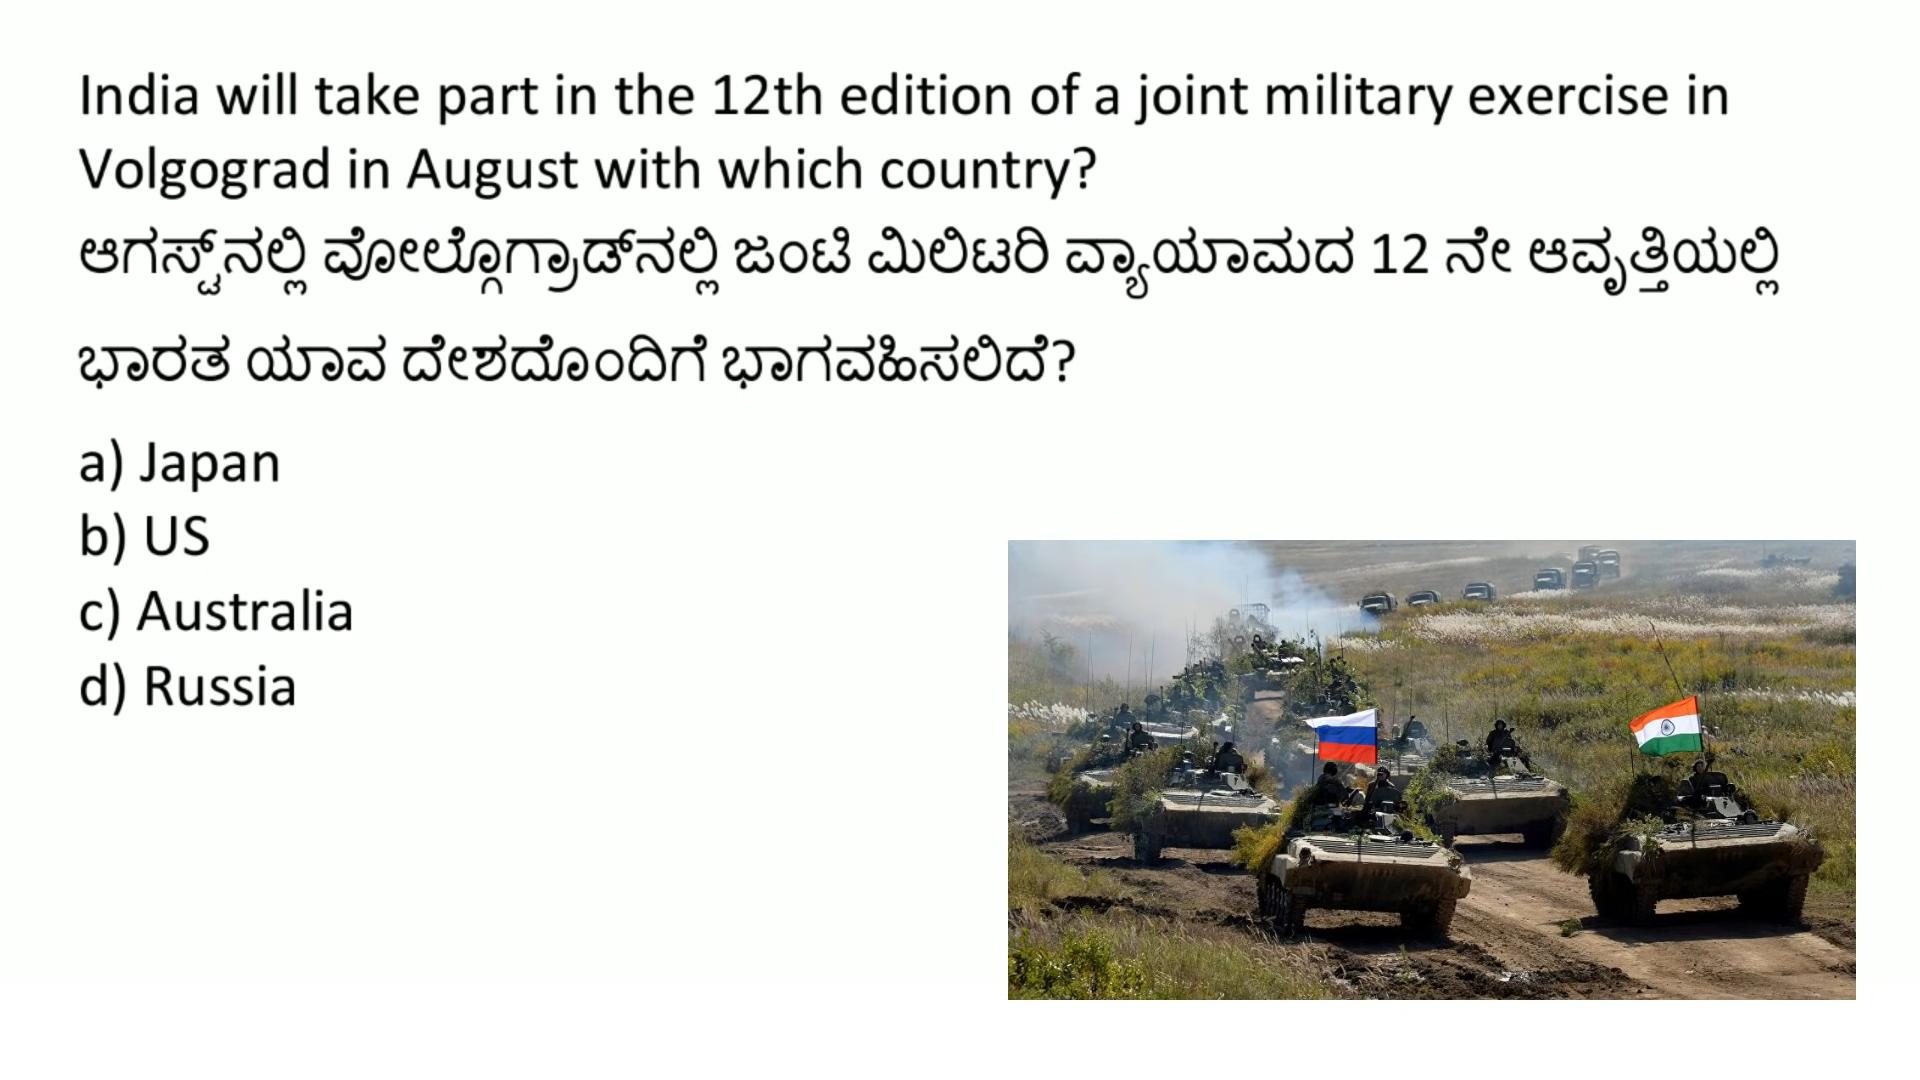 India will take part in the 12th edition of a joint military exercise in
Volgograd in August with which country?
ಆಗಸ್ಟ್‌ನಲ್ಲಿ ವೋಲ್ಗೊಗ್ರಾಡ್‌ನಲ್ಲಿ ಜಂಟಿ ಮಿಲಿಟರಿ ವ್ಯಾಯಾಮದ 12 ನೇ ಆವೃತ್ತಿಯಲ್ಲಿ
ಭಾರತ ಯಾವ ದೇಶದೊಂದಿಗೆ ಭಾಗವಹಿಸಲಿದೆ?
a) Japan
b) US
c) Australia
d) Russia